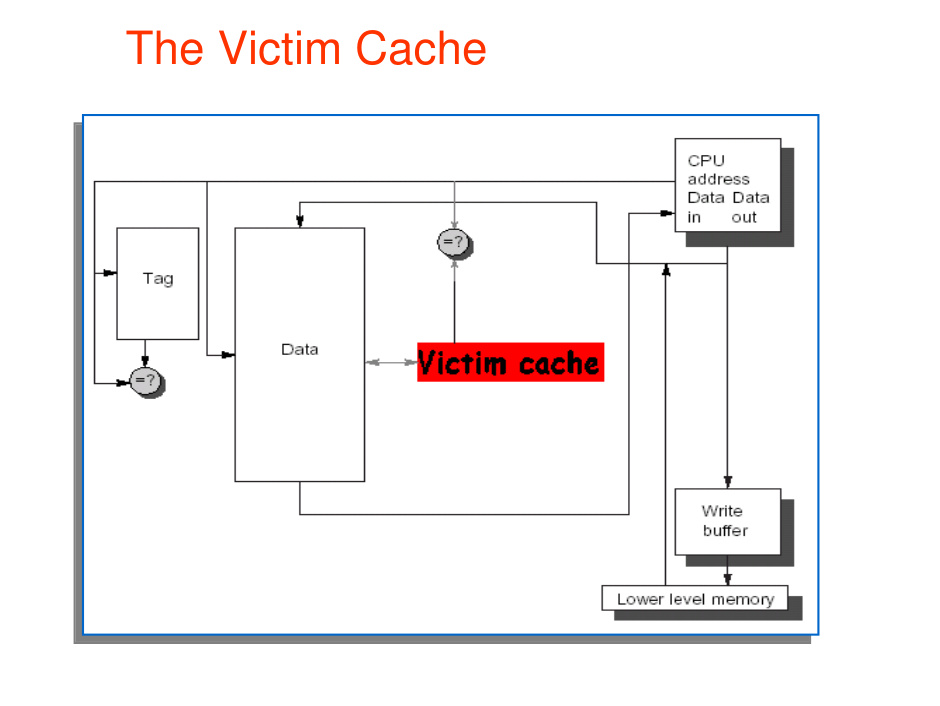 The Victim Cache
CPU
address
Data Data
in out
=?
Tag
Data
Victim cache
=?
Write
buffer
Lower level memory